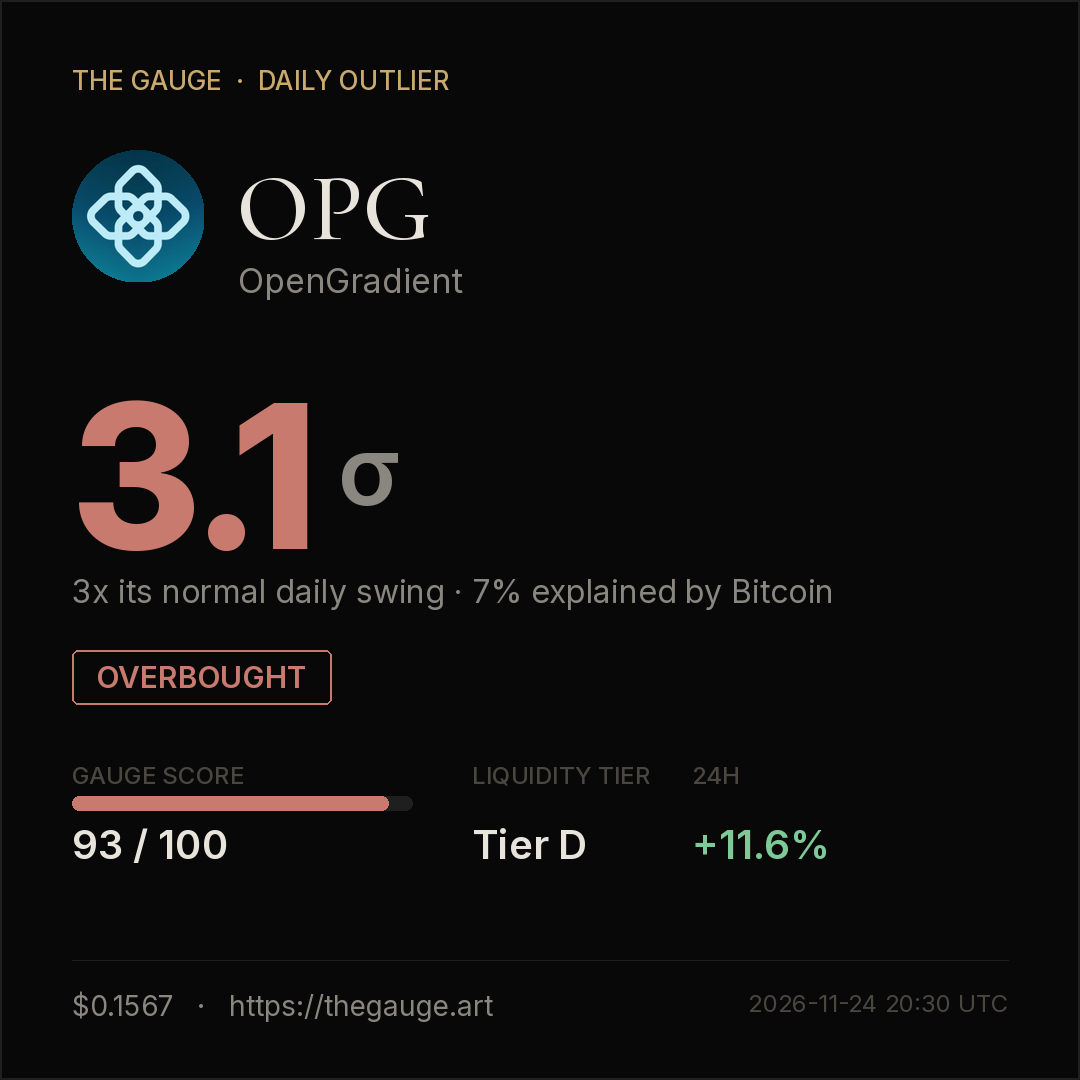 THE GAUGE · DAILY OUTLIER
OPG
OpenGradient
3.1 σ
3x its normal daily swing · 7% explained by Bitcoin
OVERBOUGHT
GAUGE SCORE LIQUIDITY TIER 24H
93 / 100 Tier D +11.6%
$0.1567 · https://thegauge.art 2026-11-24 20:30 UTC